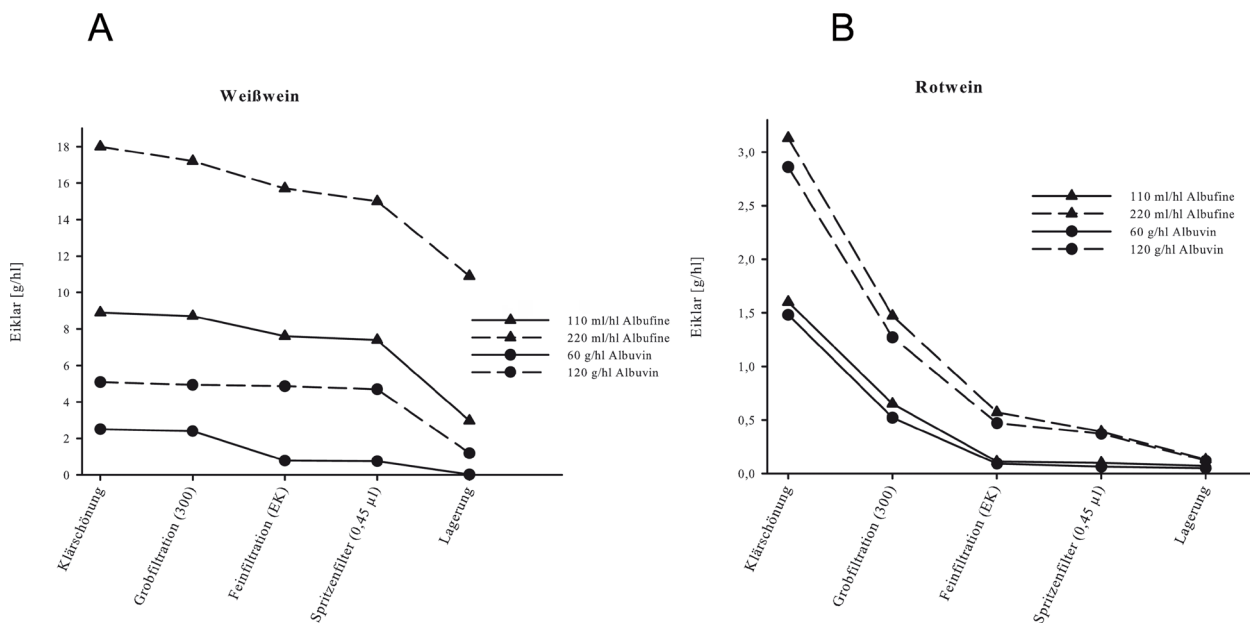 A
Weißwein
Eiklar [g/hl]
18
16
14
12
10
8
6
4
2
0
110 ml/hl Albufine
220 ml/hl Albufine
60 g/hl Albuvin
120 g/hl Albuvin
Klärschönung
Grobfiltration (300)
Feinfiltration (EK)
Spritzenfilter (0,45 µl)
Lagerung
B
Rotwein
Eiklar [g/hl]
3,0
2,5
2,0
1,5
1,0
0,5
0,0
110 ml/hl Albufine
220 ml/hl Albufine
60 g/hl Albuvin
120 g/hl Albuvin
Klärschönung
Grobfiltration (300)
Feinfiltration (EK)
Spritzenfilter (0,45 µl)
Lagerung